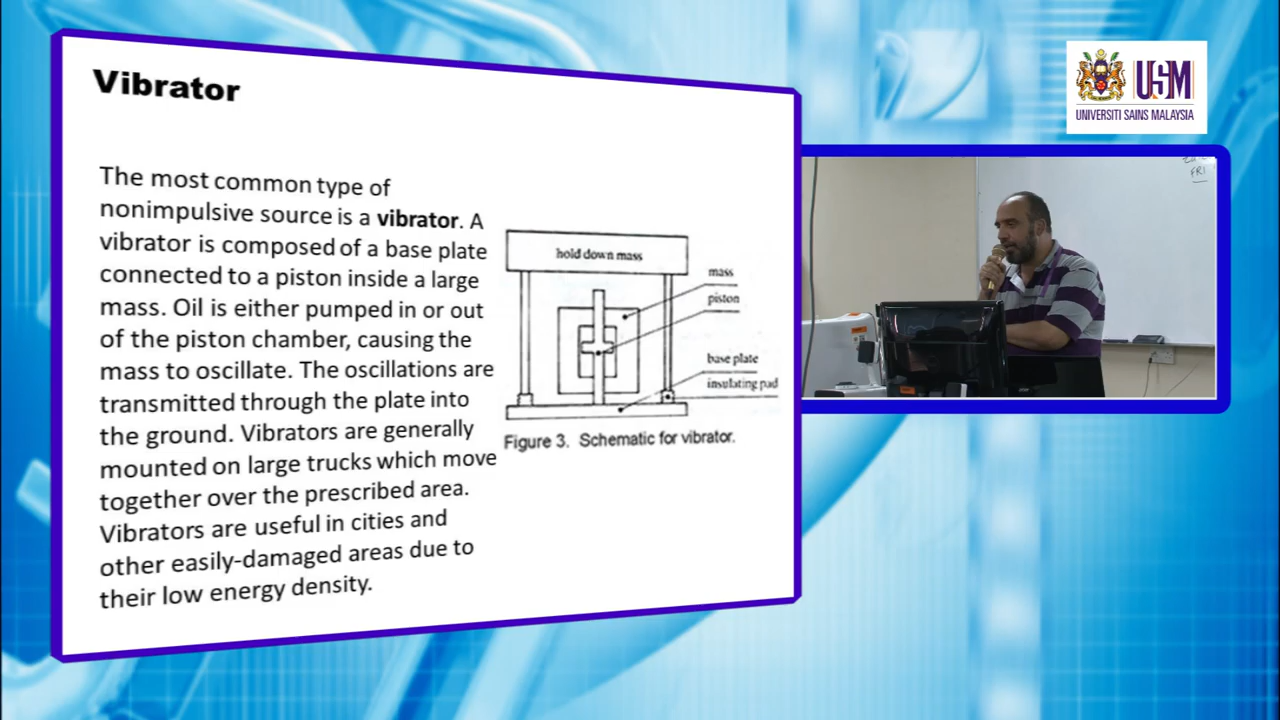 Vibrator
The most common type of
nonimpulsive source is a vibrator. A
vibrator is composed of a base plate
connected to a piston inside a large
mass. Oil is either pumped in or out
of the piston chamber, causing the
mass to oscillate. The oscillations are
transmitted through the plate into
the ground. Vibrators are generally
mounted on large trucks which move
together over the prescribed area.
Vibrators are useful in cities and
other easily-damaged areas due to
their low energy density.
hold down mass
mass
piston
base plate
insulating pad
Figure 3. Schematic for vibrator.
USM
UNIVERSITI SAINS MALAYSIA
FRI